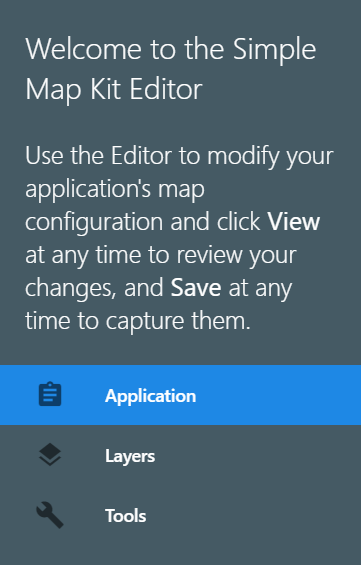 Welcome to the Simple
Map Kit Editor
Use the Editor to modify your
application's map
configuration and click View
at any time to review your
changes, and Save at any
time to capture them.
Application
Layers
Tools